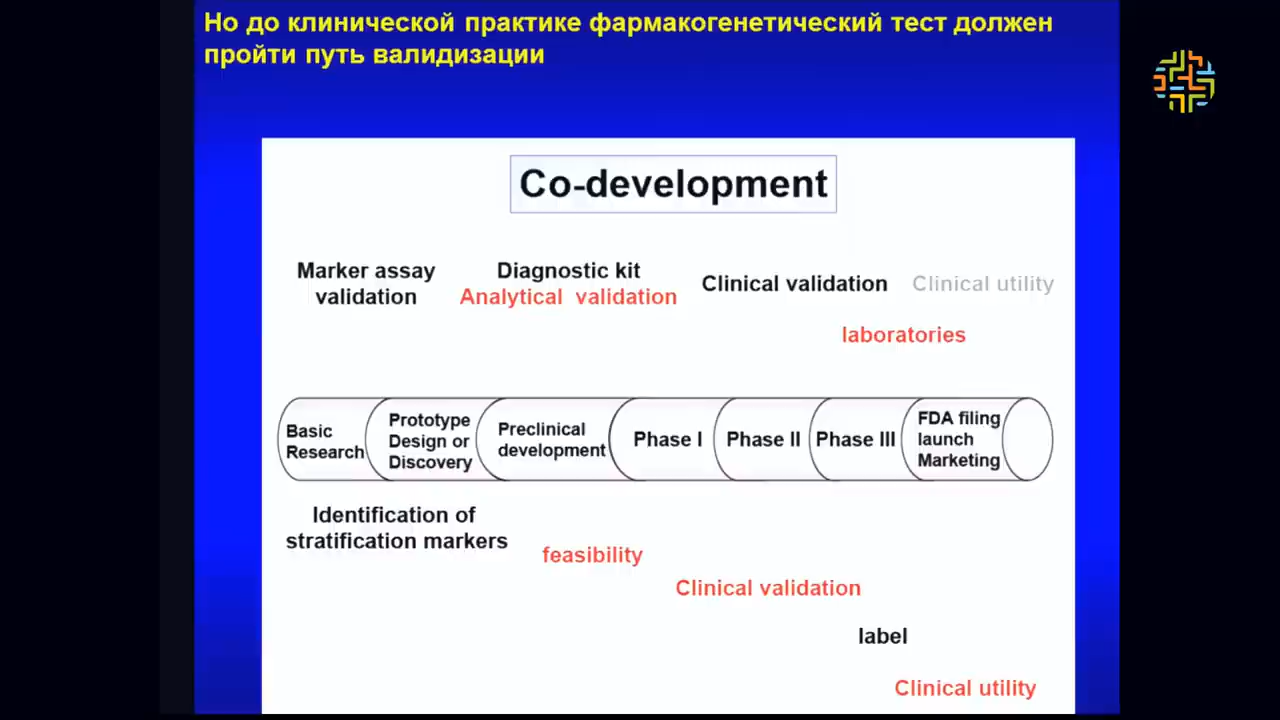 Но до клинической практике фармакогенетический тест должен
пройти путь валидизации
Co-development
Marker assay
validation
Diagnostic kit
Analytical validation
Clinical validation
Clinical utility
laboratories
Basic
Research
Prototype
Design or
Discovery
Preclinical
development
Phase I
Phase II
Phase III
FDA filing
launch
Marketing
Identification of
stratification markers
feasibility
Clinical validation
label
Clinical utility